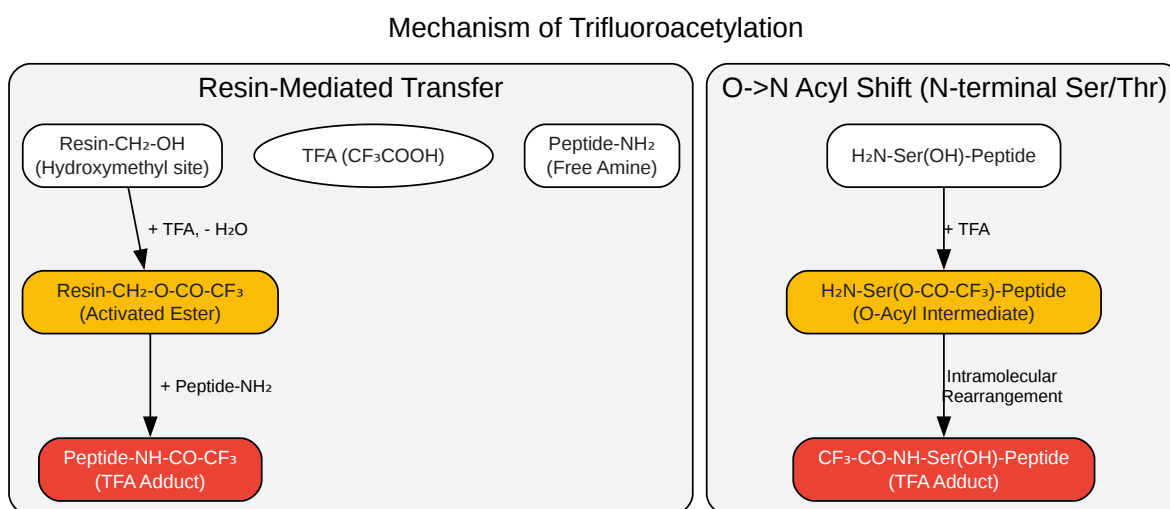 Mechanism of Trifluoroacetylation
Resin-Mediated Transfer
Resin-CH₂-OH
(Hydroxymethyl site)
TFA (CF₃COOH)
Peptide-NH₂
(Free Amine)
+ TFA, - H₂O
Resin-CH₂-O-CO-CF₃
(Activated Ester)
+ Peptide-NH₂
Peptide-NH-CO-CF₃
(TFA Adduct)
O->N Acyl Shift (N-terminal Ser/Thr)
H₂N-Ser(OH)-Peptide
+ TFA
H₂N-Ser(O-CO-CF₃)-Peptide
(O-Acyl Intermediate)
Intramolecular
Rearrangement
CF₃-CO-NH-Ser(OH)-Peptide
(TFA Adduct)